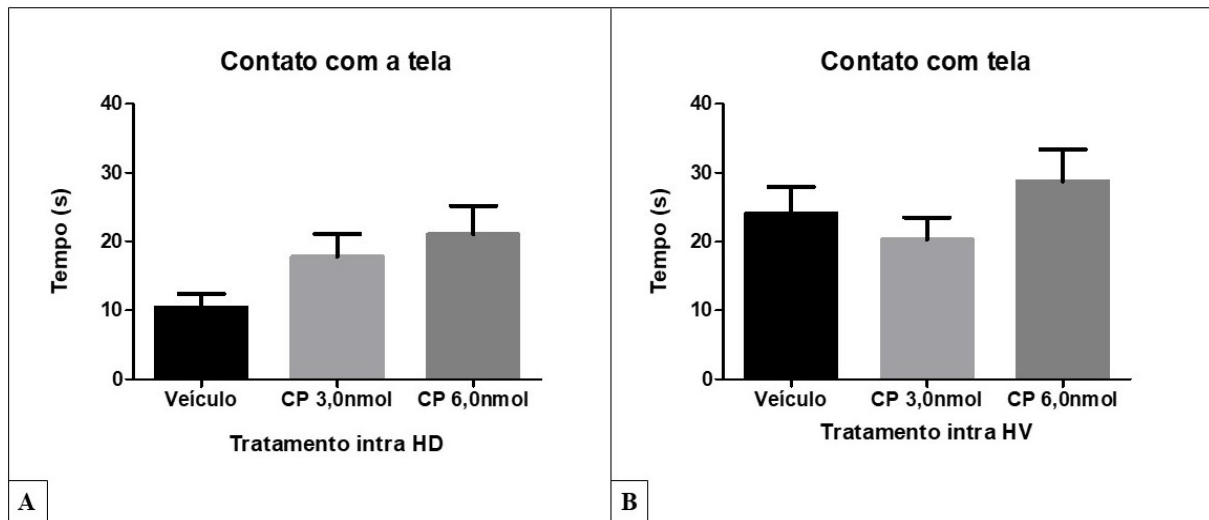 Contato com a tela
Tempo (s)
40
30
20
10
0
Veículo CP 3,0nmol CP 6,0nmol
Tratamento intra HD
A
Contato com tela
Tempo (s)
40
30
20
10
0
Veículo CP 3,0nmol CP 6,0nmol
Tratamento intra HV
B